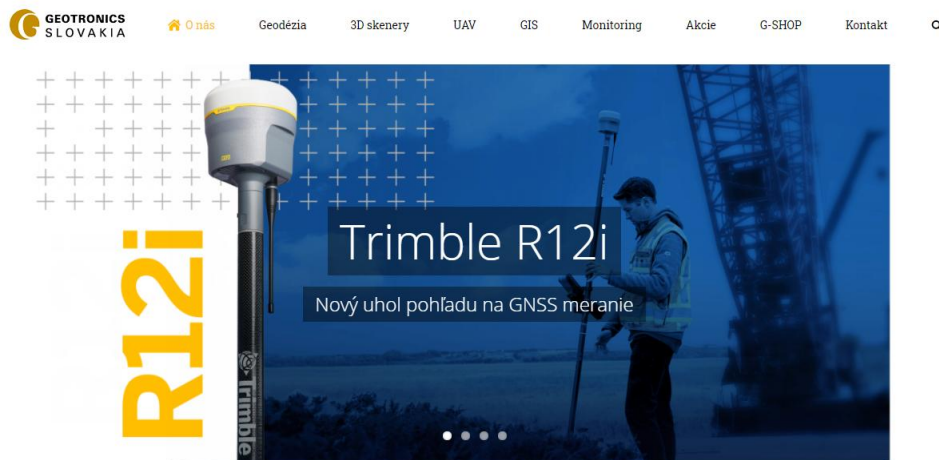 GEOTRONICS
SLOVAKIA
O nás
Geodézia
3D skenery
UAV
GIS
Monitoring
Akcie
G-SHOP
Kontakt
R12i
Trimble
Trimble R12i
Nový uhol pohľadu na GNSS meranie